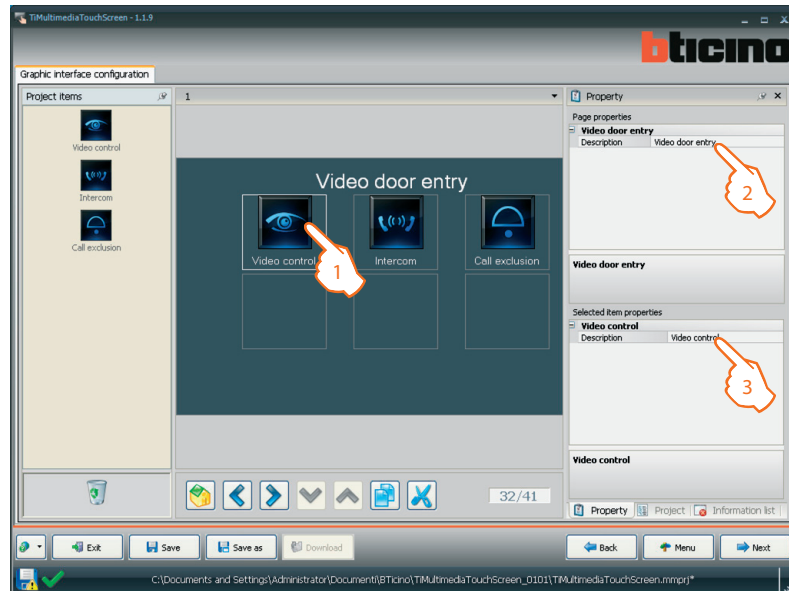 TiMultimediaTouchScreen - 1.1.9
bticino
Graphic interface configuration
Project items
Video control
Intercom
Call exclusion
1
Video door entry
Video control
Intercom
Call exclusion
1
32/41
Property
Page properties
Video door entry
Description Video door entry
2
Video door entry
Selected item properties
Video control
Description Video control
3
Video control
Property
Project
Information list
Exit
Save
Save as
Download
Back
Menu
Next
C:\Documents and Settings\Administrator\Documenti\BTicino\TiMultimediaTouchScreen_0101\TiMultimediaTouchScreen.mmprj*